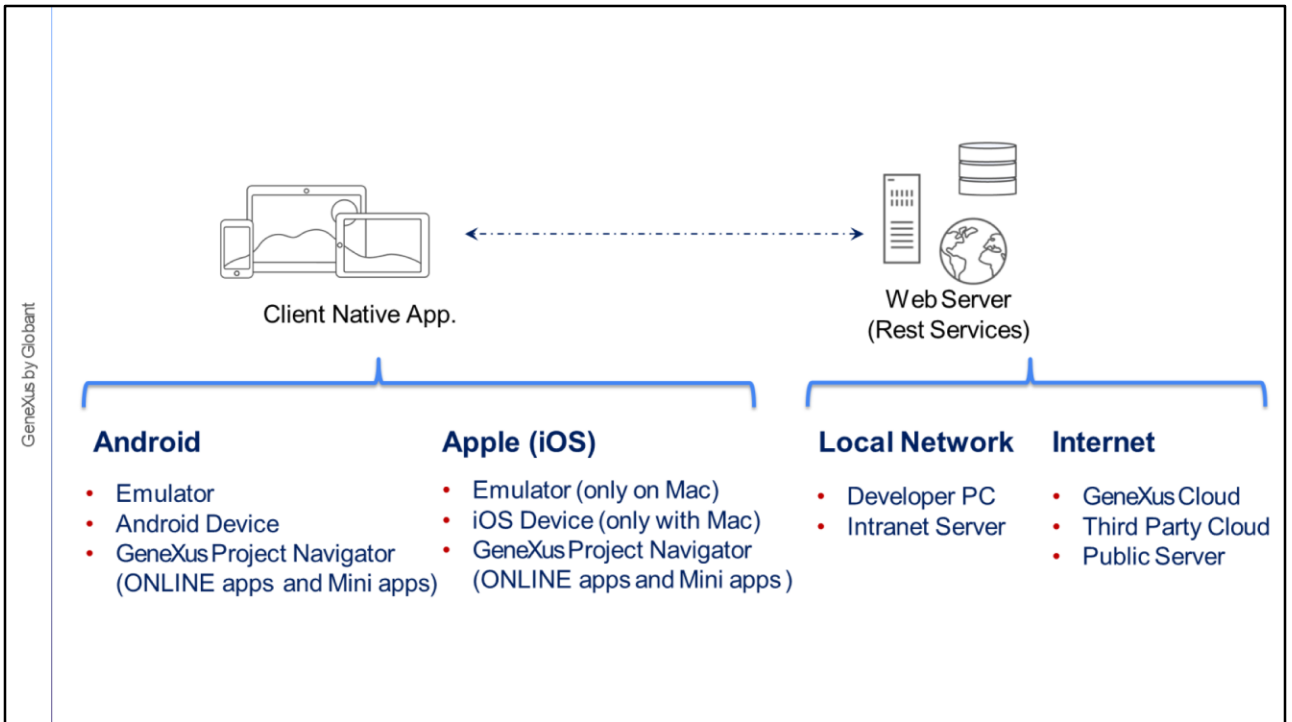 GeneXus by Globant
Client Native App.
Web Server
(Rest Services)
Android
• Emulator
• Android Device
• GeneXus Project Navigator
(ONLINE apps and Mini apps)
Apple (iOS)
• Emulator (only on Mac)
• iOS Device (only with Mac)
• GeneXus Project Navigator
(ONLINE apps and Mini apps )
Local Network
• Developer PC
• Intranet Server
Internet
• GeneXus Cloud
• Third Party Cloud
• Public Server